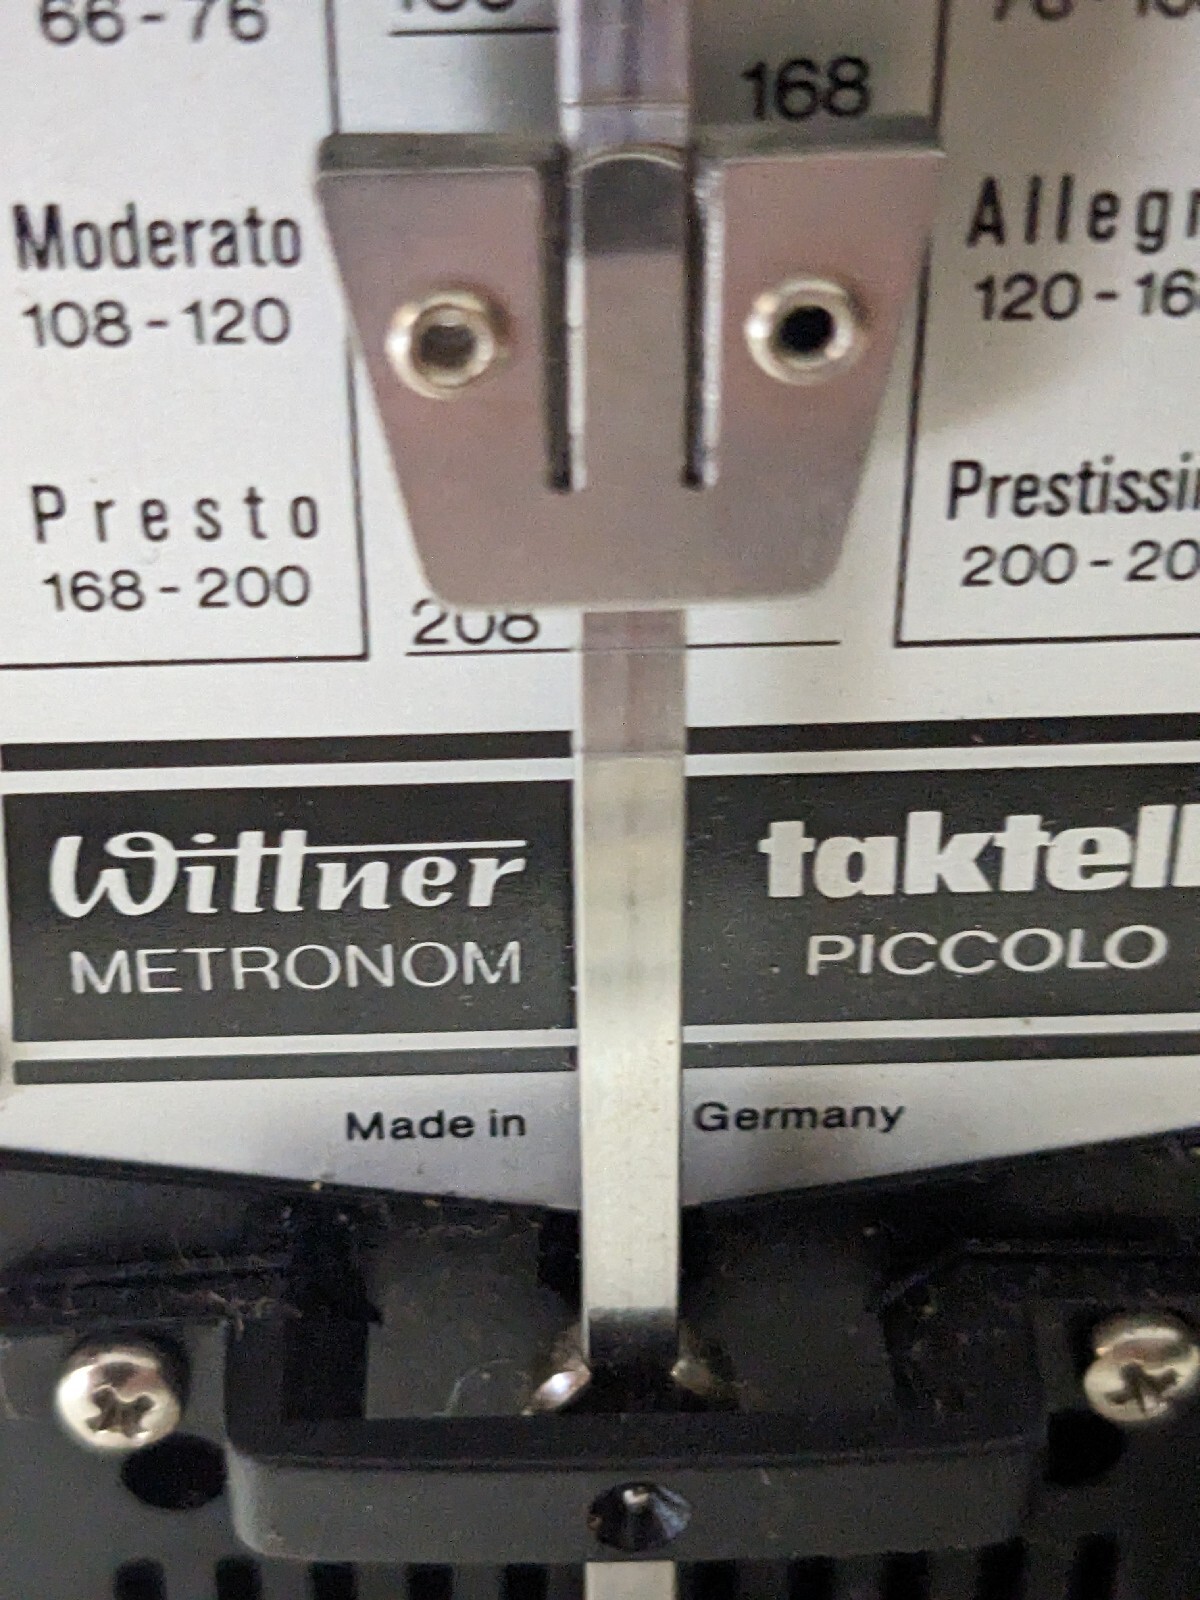 66-76
168
Moderato
108-120
Allegr
120-16
Presto
168-200
Prestissi
200-20
208
Wittner
METRONOM
taktell
PICCOLO
Made in Germany